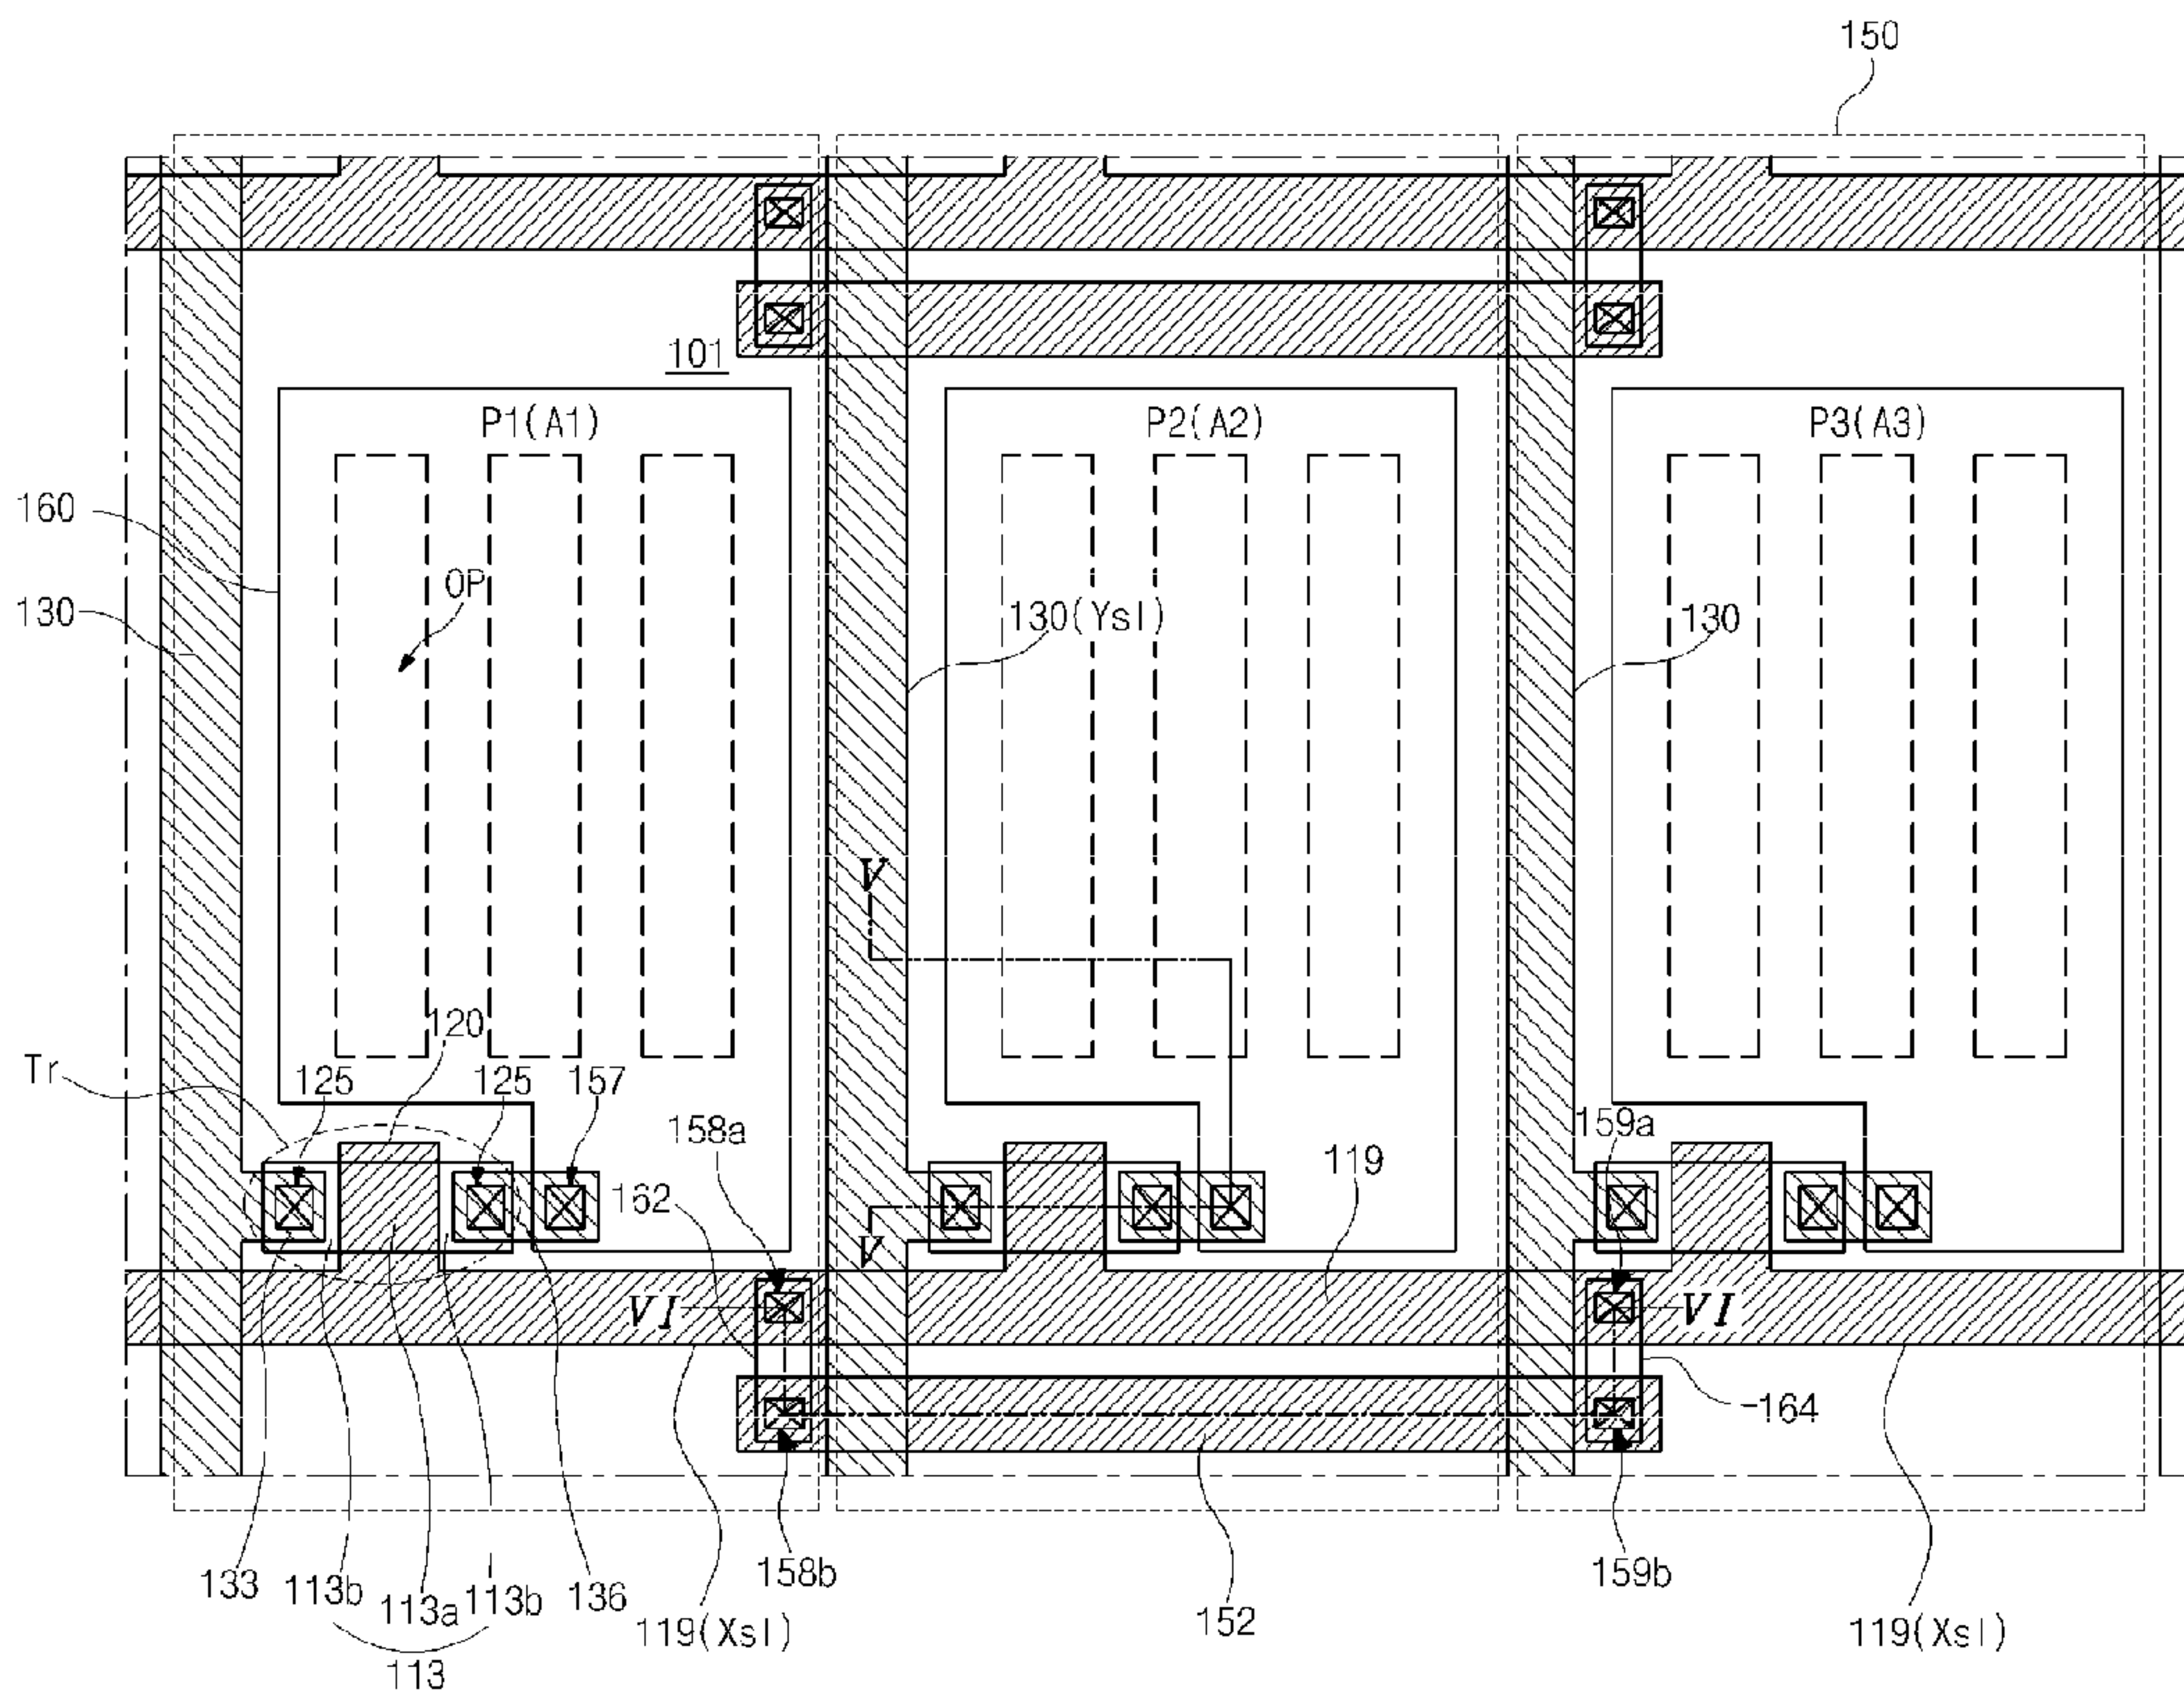 150
101
P1(A1)
P2(A2)
P3(A3)
160
OP
130
130(Ysl)
130
V
120
Tr
125
125
157
158a
159a
119
162
V
VI
VI
164
133
113b
113a
113b
136
158b
159b
119(Xsl)
152
119(Xsl)
113